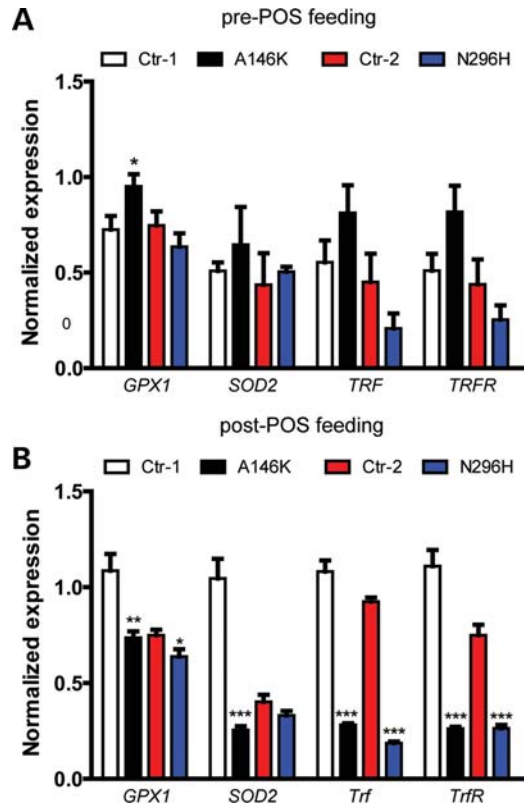 A
pre-POS feeding
Ctr-1 A146K Ctr-2 N296H
Normalized expression
1.5
1.0
0.5
0
0.0
*
GPX1 SOD2 TRF TRFR
B
post-POS feeding
Ctr-1 A146K Ctr-2 N296H
Normalized expression
1.5
1.0
0.5
0.0
** * *** *** *** *** ***
GPX1 SOD2 Trf TrfR